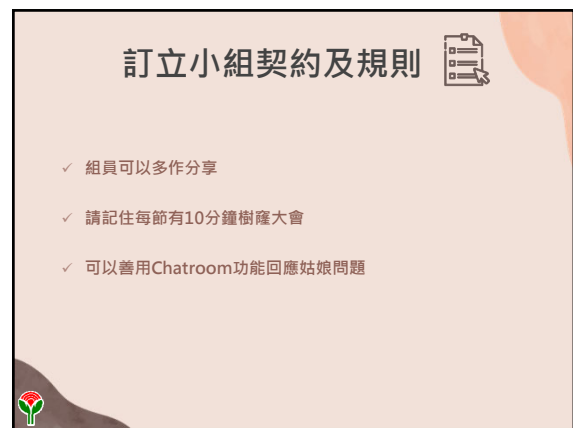 訂立小組契約及規則
✓ 組員可以多作分享
✓ 請記住每節有10分鐘樹窿大會
✓ 可以善用Chatroom功能回應姑娘問題